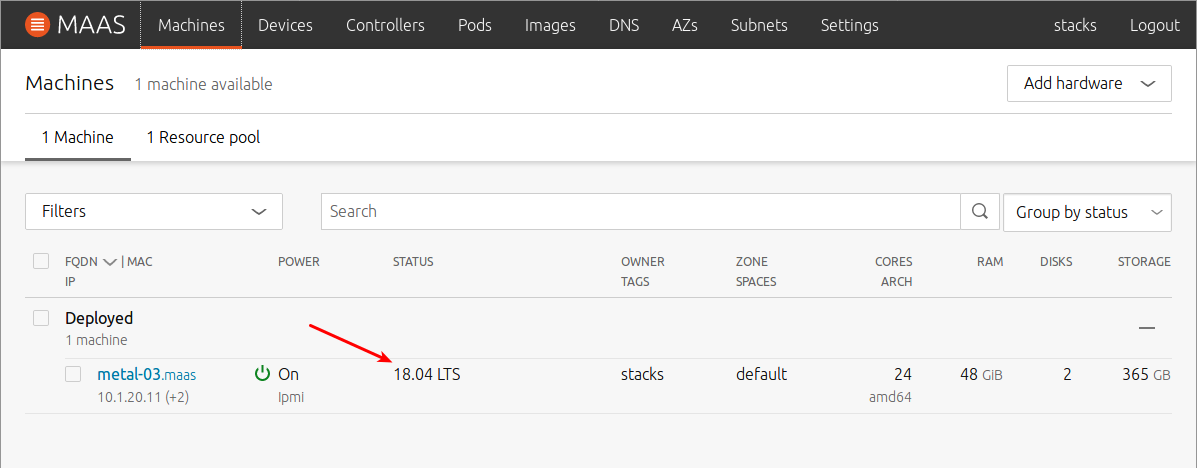 MAAS Machines Devices Controllers Pods Images DNS AZs Subnets Settings stacks Logout
Machines 1 machine available Add hardware
1 Machine 1 Resource pool
Filters Search Group by status
FQDN | MAC POWER STATUS OWNER ZONE CORES RAM DISKS STORAGE
IP TAGS SPACES ARCH
Deployed
1 machine
metal-03.maas On 18.04 LTS stacks default 24 48 GiB 2 365 GB
10.1.20.11 (+2) Ipmi amd64